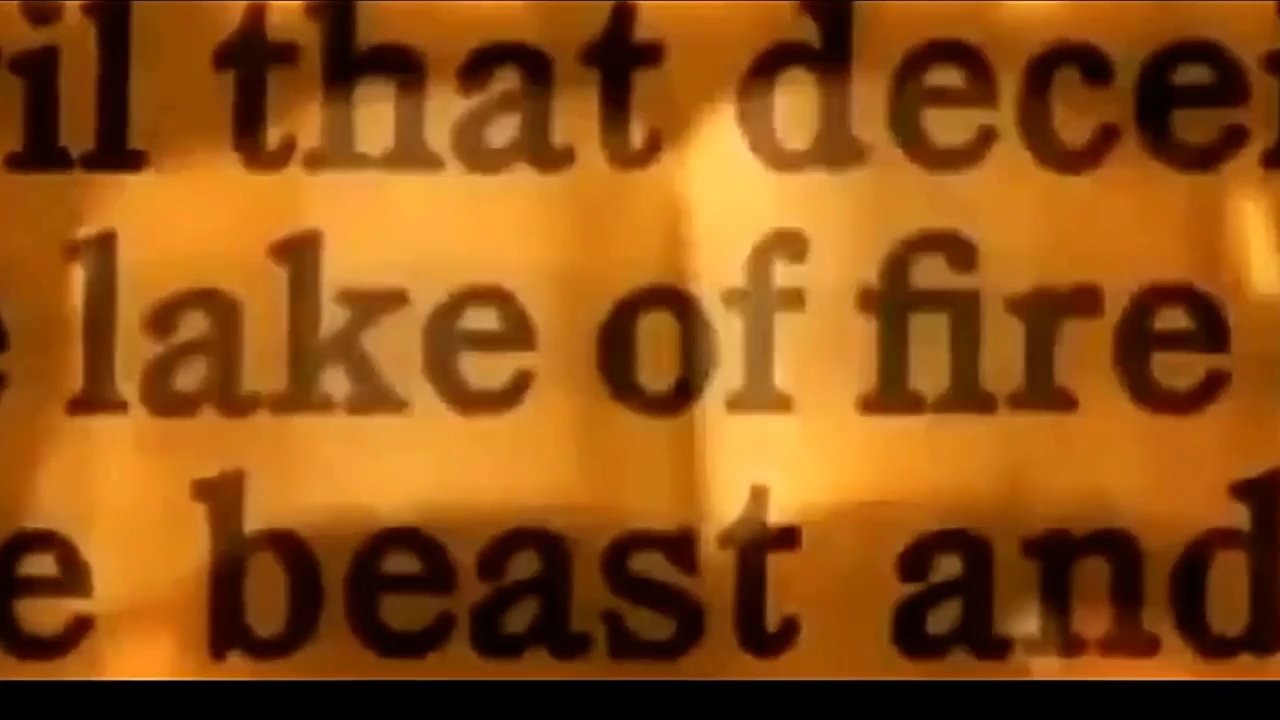 il that decei
lake of fire
e beast and